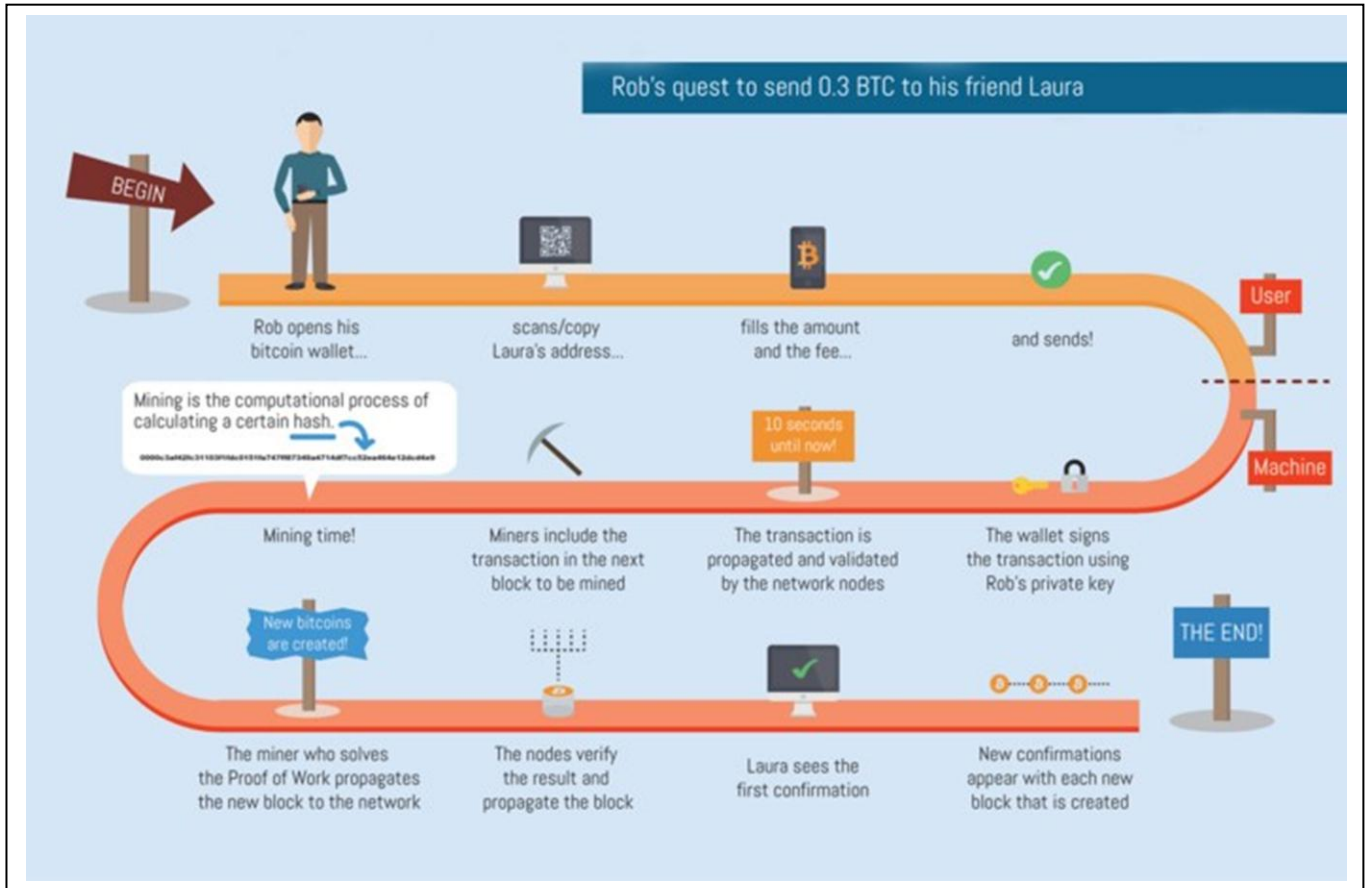 Rob's quest to send 0.3 BTC to his friend Laura
BEGIN
Rob opens his
bitcoin wallet...
scans/copy
Laura's address...
fills the amount
and the fee...
and sends!
User
Machine
The wallet signs
the transaction using
Rob's private key
10 seconds
until now!
The transaction is
propagated and validated
by the network nodes
Miners include the
transaction in the next
block to be mined
Mining is the computational process of
calculating a certain hash.
Mining time!
New bitcoins
are created!
The miner who solves
the Proof of Work propagates
the new block to the network
The nodes verify
the result and
propagate the block
Laura sees the
first confirmation
New confirmations
appear with each new
block that is created
THE END!